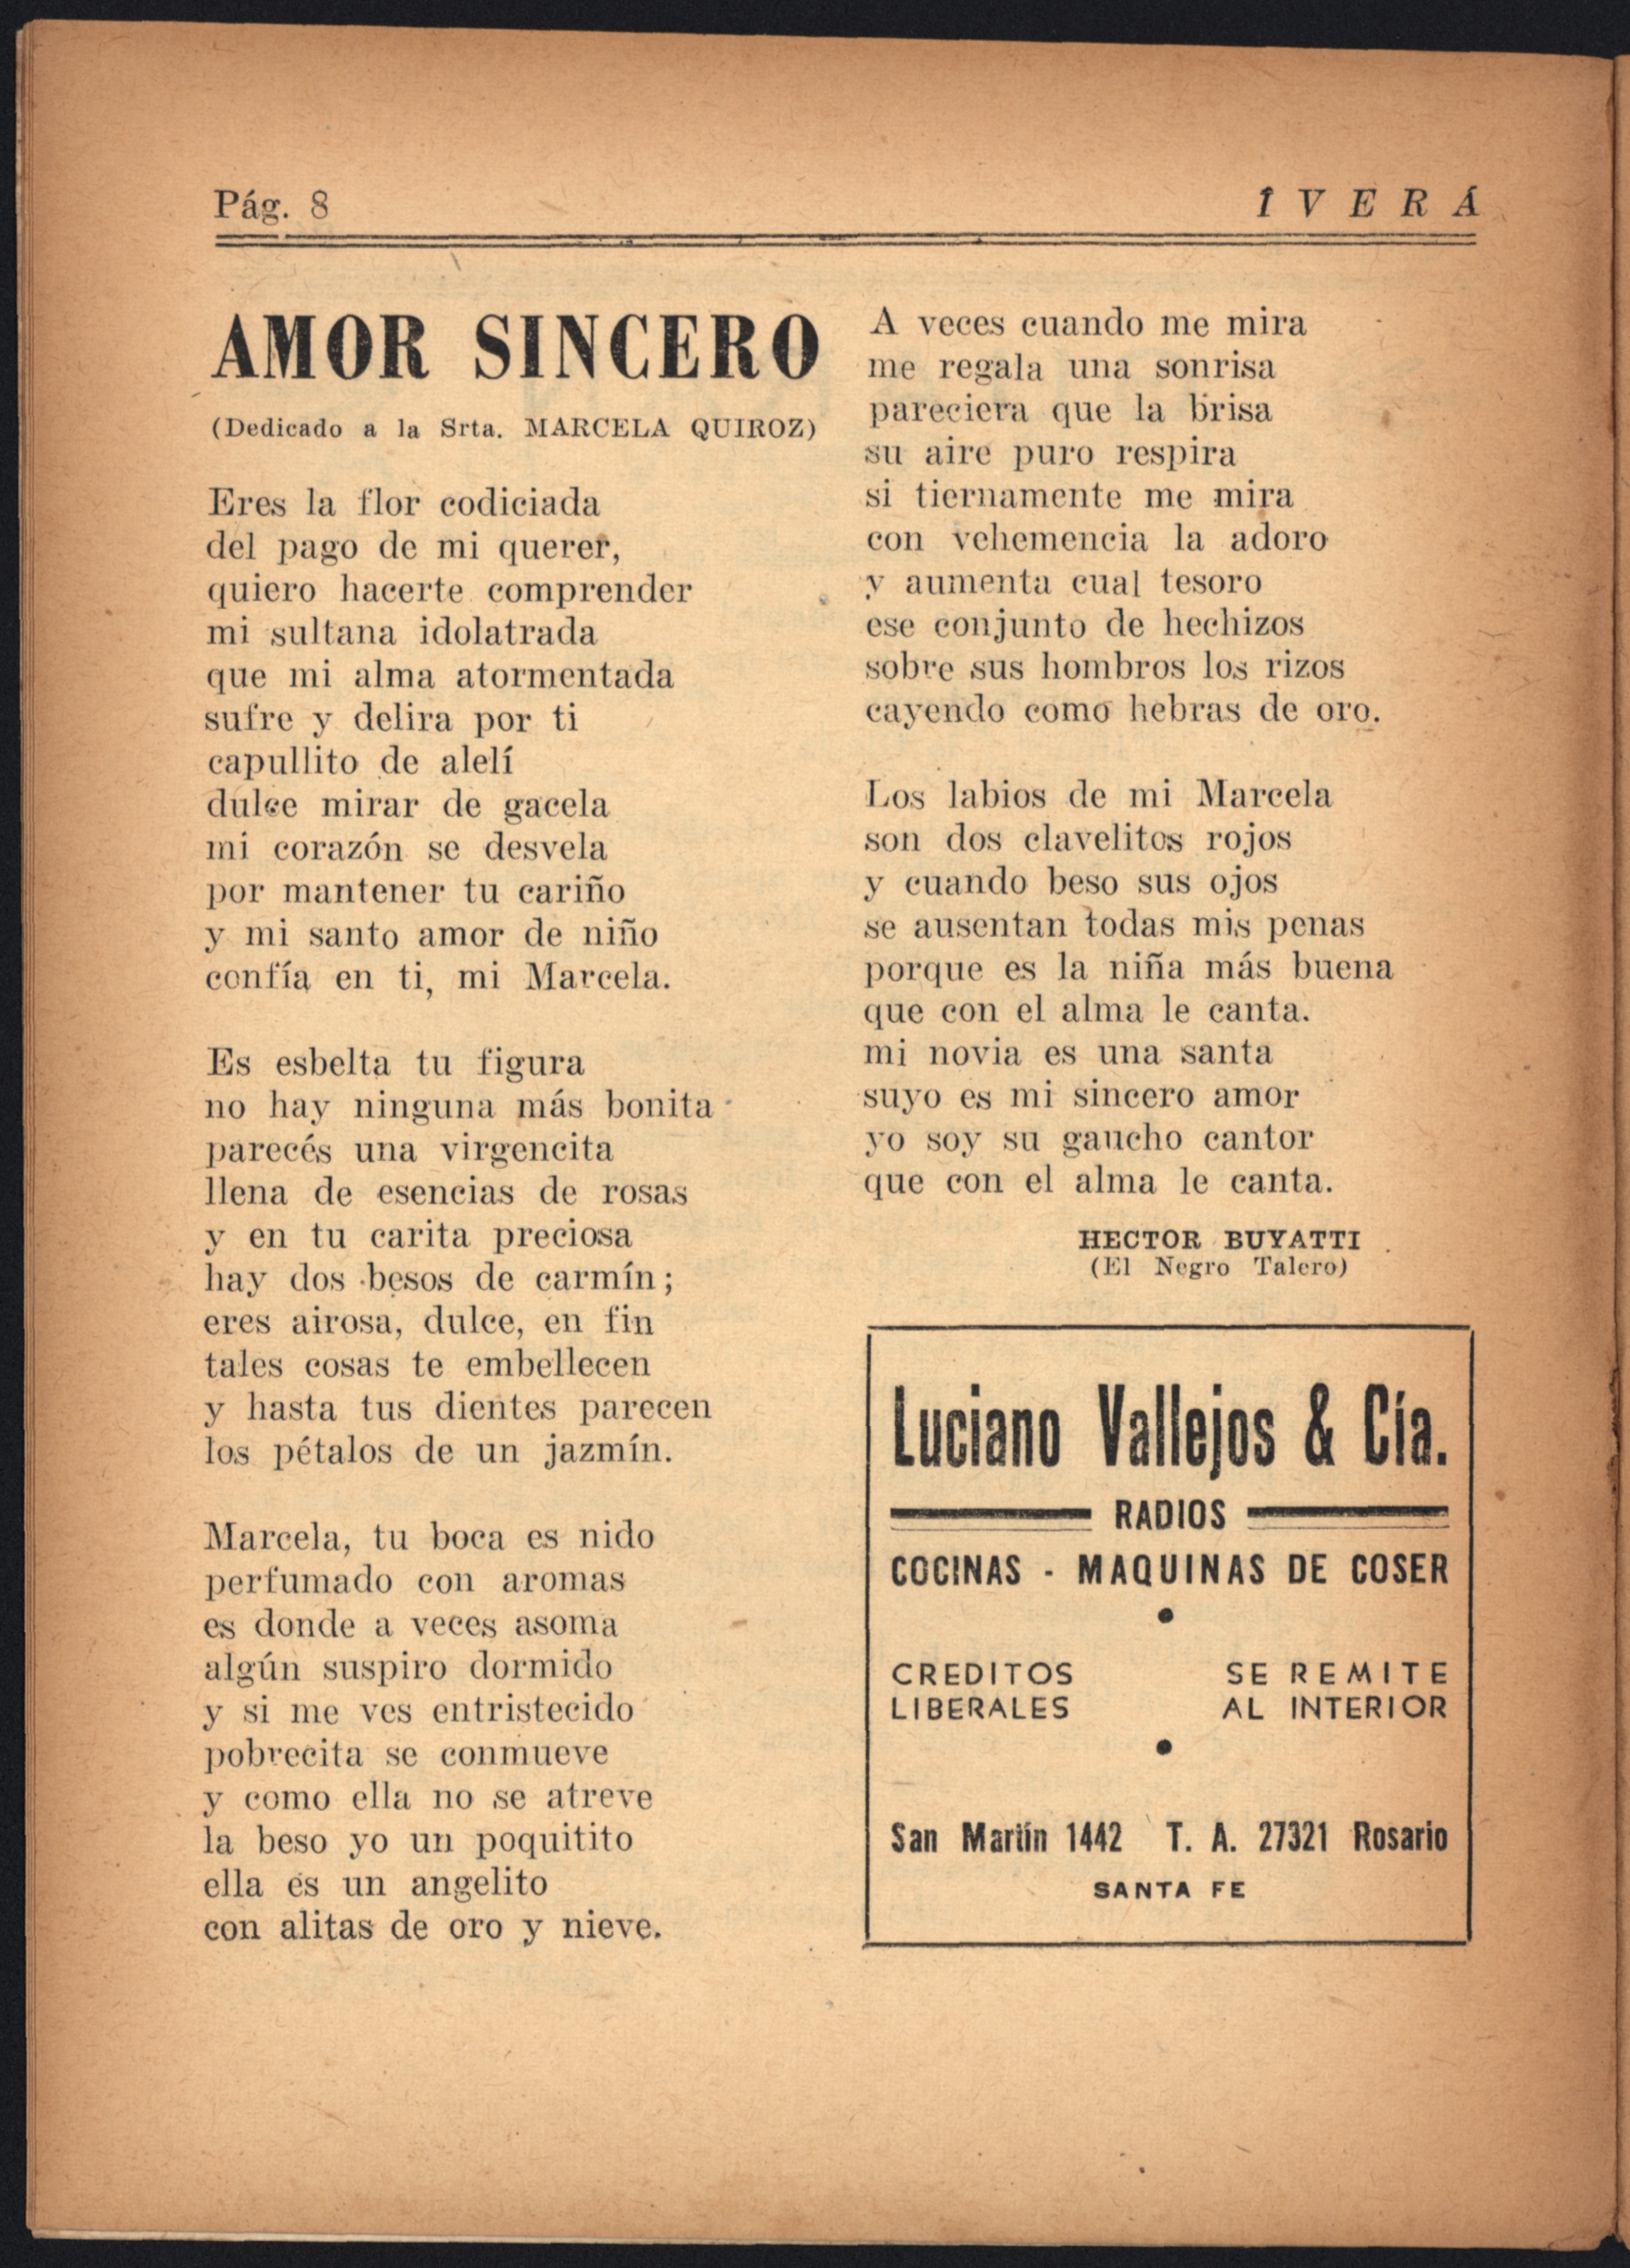 Pág. 8
Î V E R Á
AMOR SINCERO
(Dedicado a la Srta. MARCELA QUIROZ)
Eres la flor codiciada
del pago de mi querer,
quiero hacerte comprender
mi sultana idolatrada
que mi alma atormentada
sufre y delira por ti
capullito de alelí
dulce mirar de gacela
mi corazón se desvela
por mantener tu cariño
y mi santo amor de niño
confía en ti, mi Marcela.
Es esbelta tu figura
no hay ninguna más bonita
parecés una virgencita
llena de esencias de rosas
y en tu carita preciosa
hay dos besos de carmín;
eres airosa, dulce, en fin
tales cosas te embellecen
y hasta tus dientes parecen
los pétalos de un jazmín.
Marcela, tu boca es nido
perfumado con aromas
es donde a veces asoma
algún suspiro dormido
y si me ves entristecido
pobrecita se conmueve
y como ella no se atreve
la beso yo un poquitito
ella es un angelito
con alitas de oro y nieve.
A veces cuando me mira
me regala una sonrisa
pareciera que la brisa
su aire puro respira
si tiernamente me mira
con vehemencia la adoro
y aumenta cual tesoro
ese conjunto de hechizos
sobre sus hombros los rizos
cayendo como hebras de oro.
Los labios de mi Marcela
son dos clavelitos rojos
y cuando beso sus ojos
se ausentan todas mis penas
porque es la niña más buena
que con el alma le canta.
mi novia es una santa
suyo es mi sincero amor
yo soy su gaucho cantor
que con el alma le canta.
HECTOR BUYATTI
(El Negro Talero)
Luciano Vallejos & Cía.
RADIOS
COCINAS - MAQUINAS DE COSER
CREDITOS SE REMITE
LIBERALES AL INTERIOR
San Martín 1442 T. A. 27321 Rosario
SANTA FE